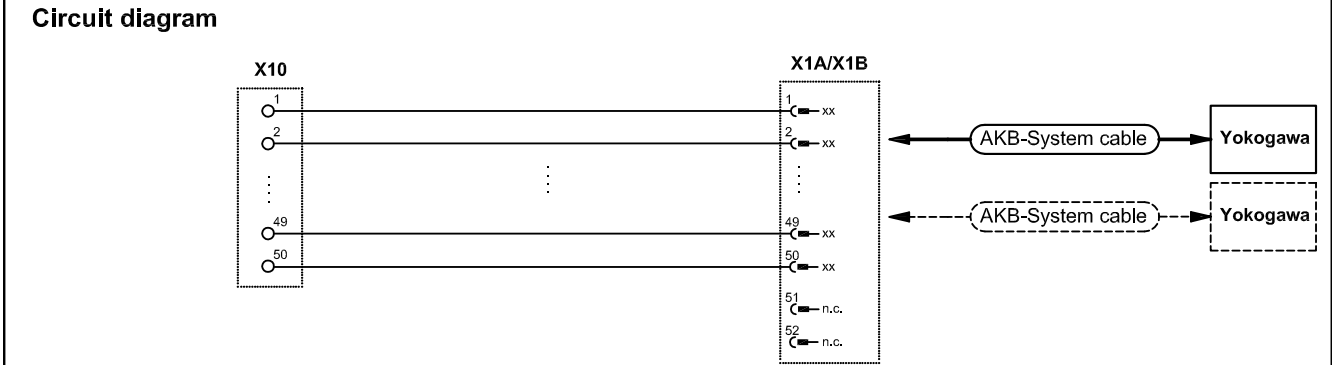 Circuit diagram
X10
X1A/X1B
1
1
xx
2
2
xx
AKB-System cable
Yokogawa
AKB-System cable
Yokogawa
49
49
xx
50
50
xx
51
n.c.
52
n.c.